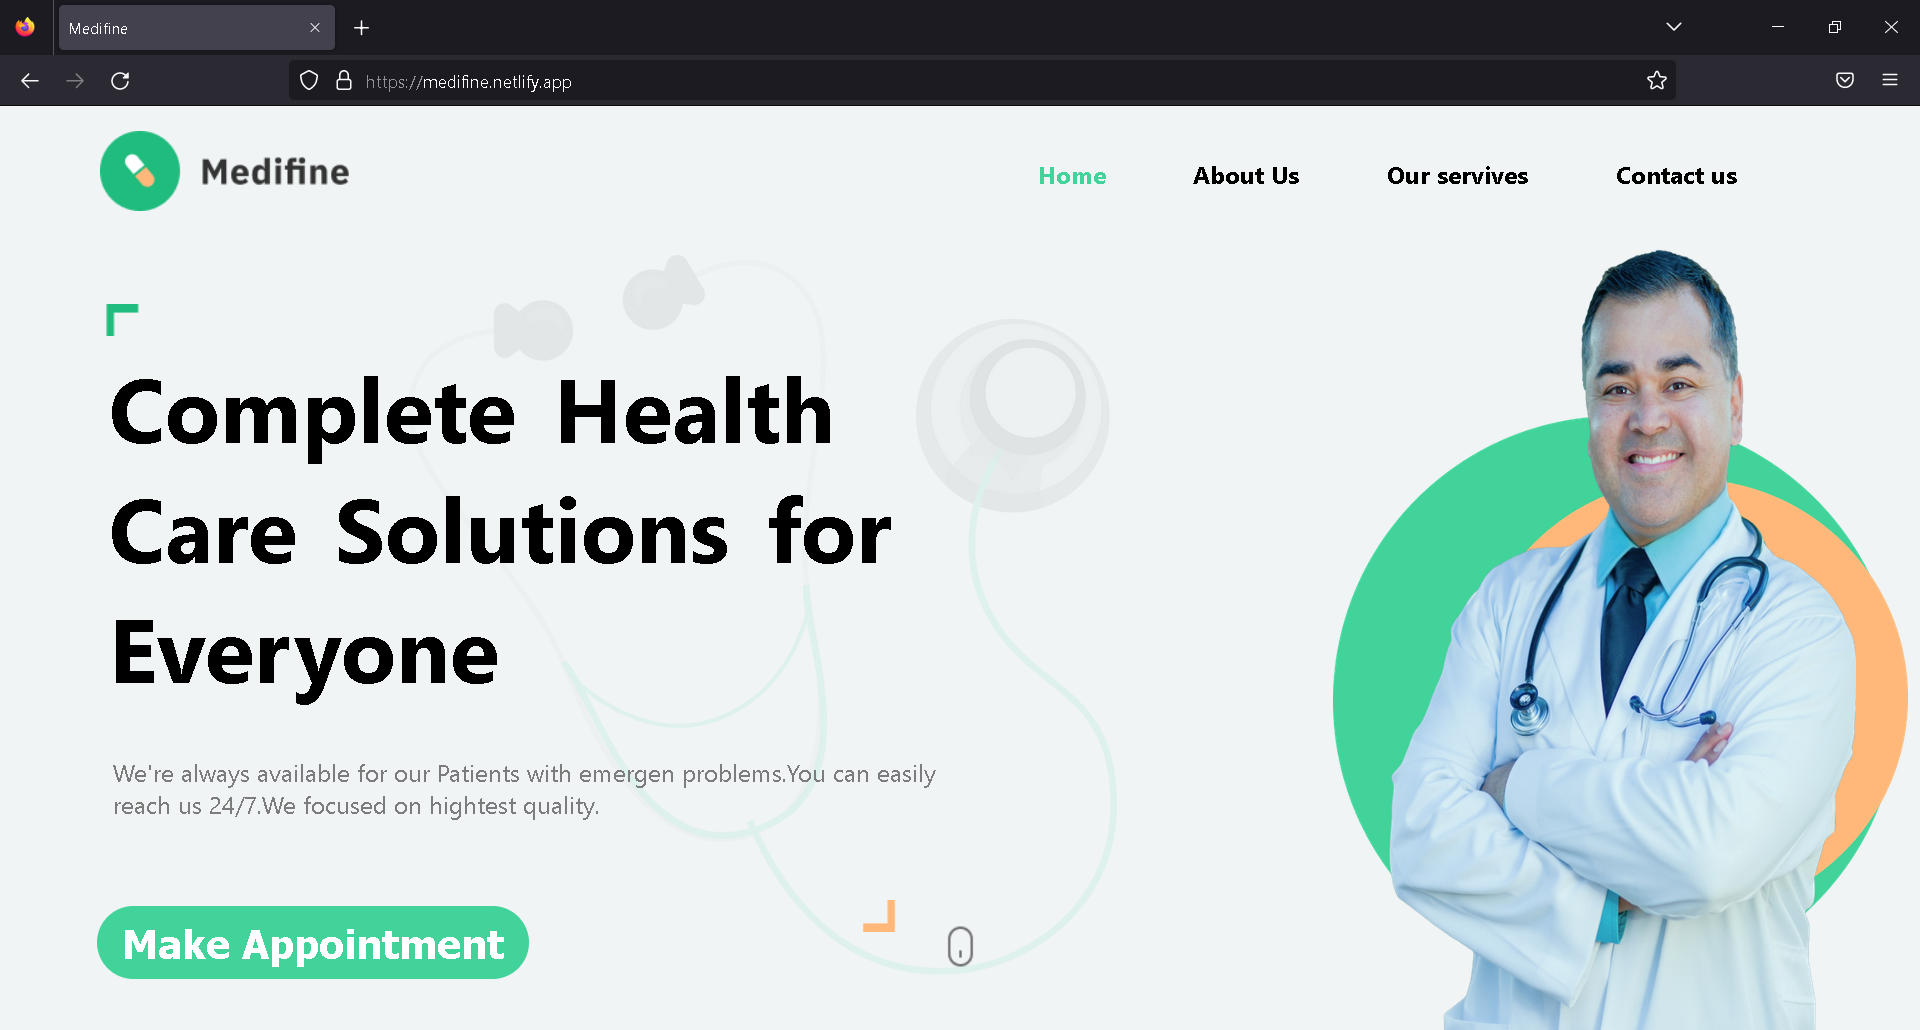 Medifine
https://medifine.netlify.app
Medifine
Home About Us Our servives Contact us
Complete Health
Care Solutions for
Everyone
We're always available for our Patients with emergen problems.You can easily
reach us 24/7.We focused on hightest quality.
Make Appointment